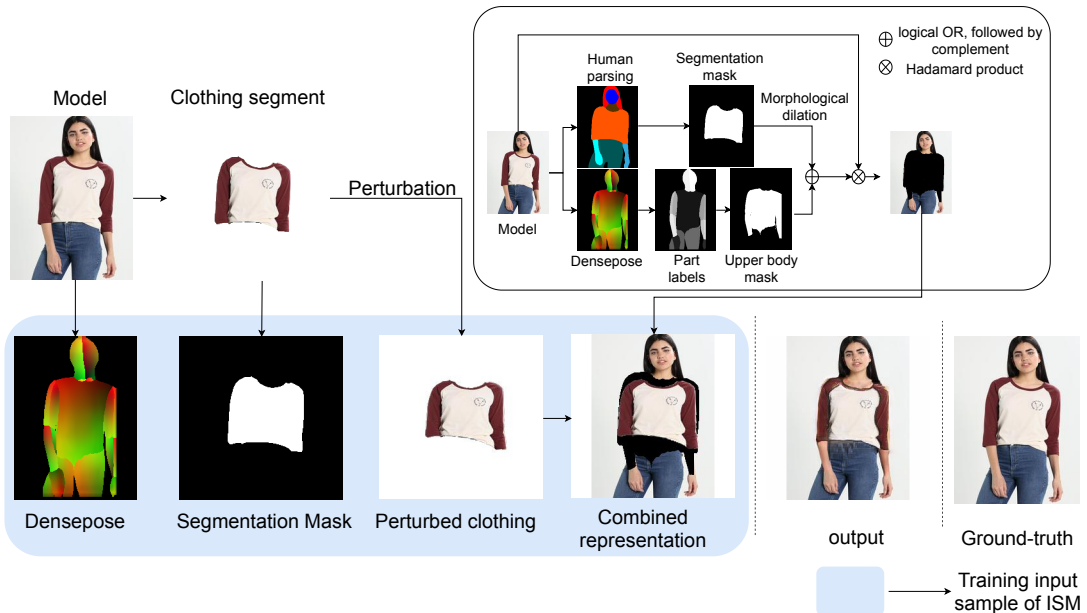 logical OR, followed by
complement
Hadamard product
Human
parsing
Segmentation
mask
Morphological
dilation
Model
Densepose
Part
labels
Upper body
mask
Model
Clothing segment
Perturbation
Densepose
Segmentation Mask
Perturbed clothing
Combined
representation
output
Ground-truth
Training input
sample of ISM